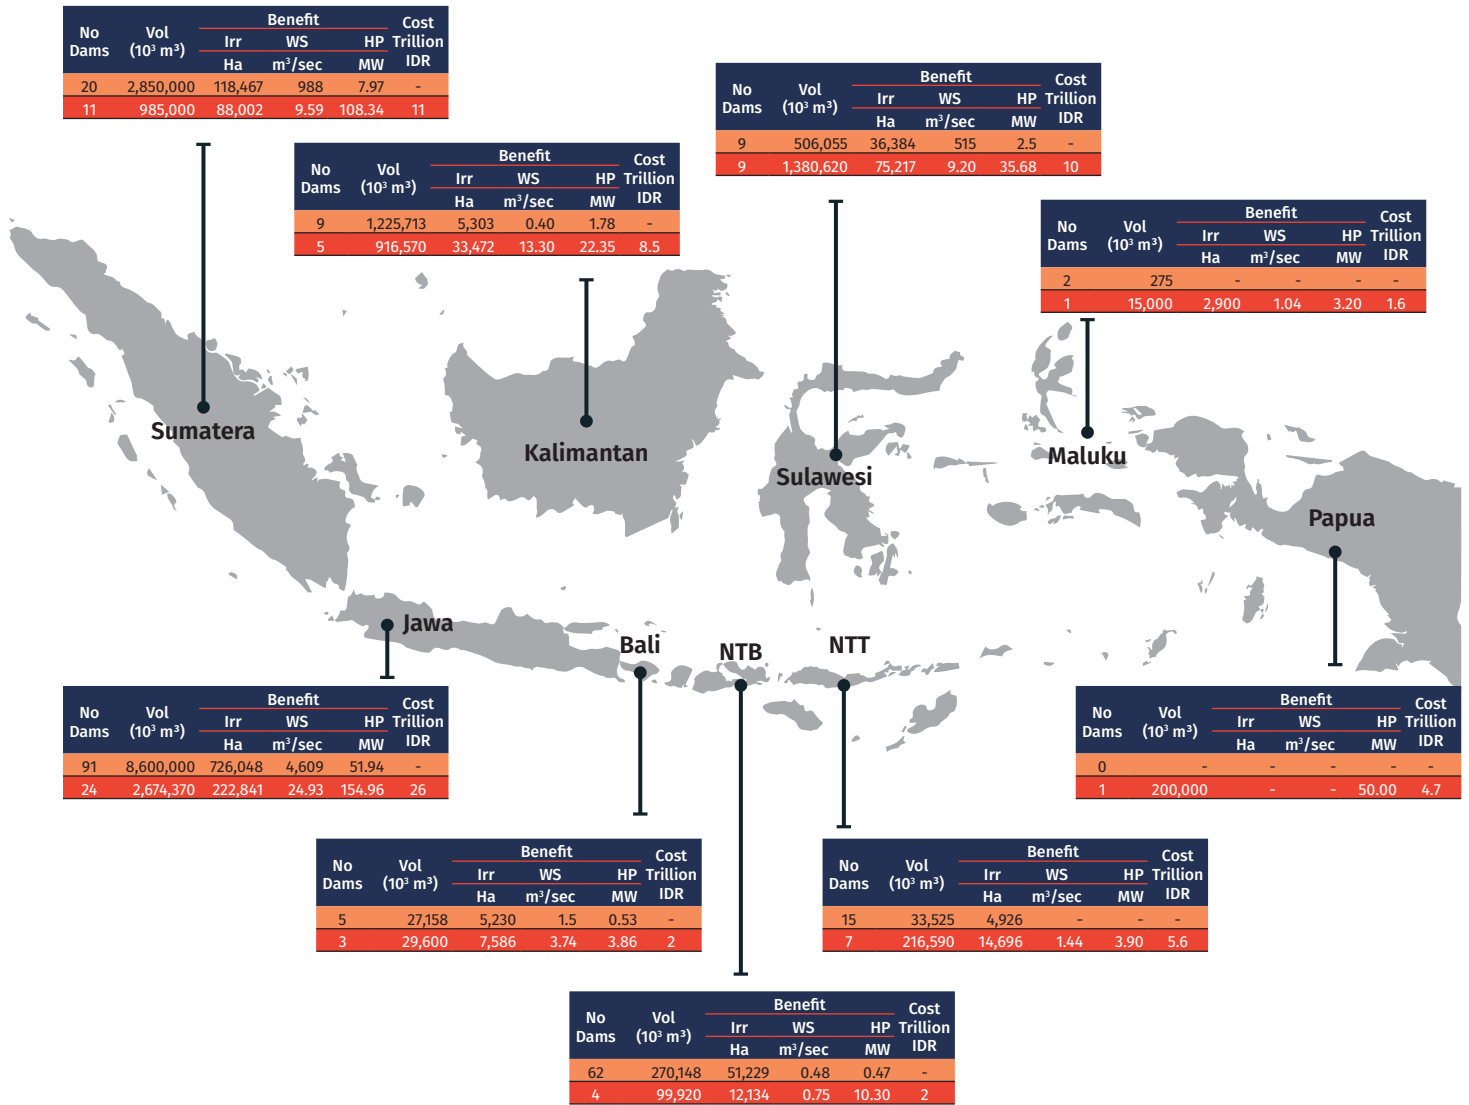 No Dams Vol (10³ m³) Benefit Cost Trillion IDR
Irr WS HP
Ha m³/sec MW
20 2,850,000 118,467 988 7.97 -
11 985,000 88,002 9.59 108.34 11
No Dams Vol (10³ m³) Benefit Cost Trillion IDR
Irr WS HP
Ha m³/sec MW
9 506,055 36,384 515 2.5 -
9 1,380,620 75,217 9.20 35.68 10
No Dams Vol (10³ m³) Benefit Cost Trillion IDR
Irr WS HP
Ha m³/sec MW
9 1,225,713 5,303 0.40 1.78 -
5 916,570 33,472 13.30 22.35 8.5
No Dams Vol (10³ m³) Benefit Cost Trillion IDR
Irr WS HP
Ha m³/sec MW
2 275 - - - -
1 15,000 2,900 1.04 3.20 1.6
Sumatera
Kalimantan
Sulawesi
Maluku
Papua
Jawa
Bali
NTB
NTT
No Dams Vol (10³ m³) Benefit Cost Trillion IDR
Irr WS HP
Ha m³/sec MW
91 8,600,000 726,048 4,609 51.94 -
24 2,674,370 222,841 24.93 154.96 26
No Dams Vol (10³ m³) Benefit Cost Trillion IDR
Irr WS HP
Ha m³/sec MW
0 - - - - -
1 200,000 - - 50.00 4.7
No Dams Vol (10³ m³) Benefit Cost Trillion IDR
Irr WS HP
Ha m³/sec MW
5 27,158 5,230 1.5 0.53 -
3 29,600 7,586 3.74 3.86 2
No Dams Vol (10³ m³) Benefit Cost Trillion IDR
Irr WS HP
Ha m³/sec MW
15 33,525 4,926 - - -
7 216,590 14,696 1.44 3.90 5.6
No Dams Vol (10³ m³) Benefit Cost Trillion IDR
Irr WS HP
Ha m³/sec MW
62 270,148 51,229 0.48 0.47 -
4 99,920 12,134 0.75 10.30 2